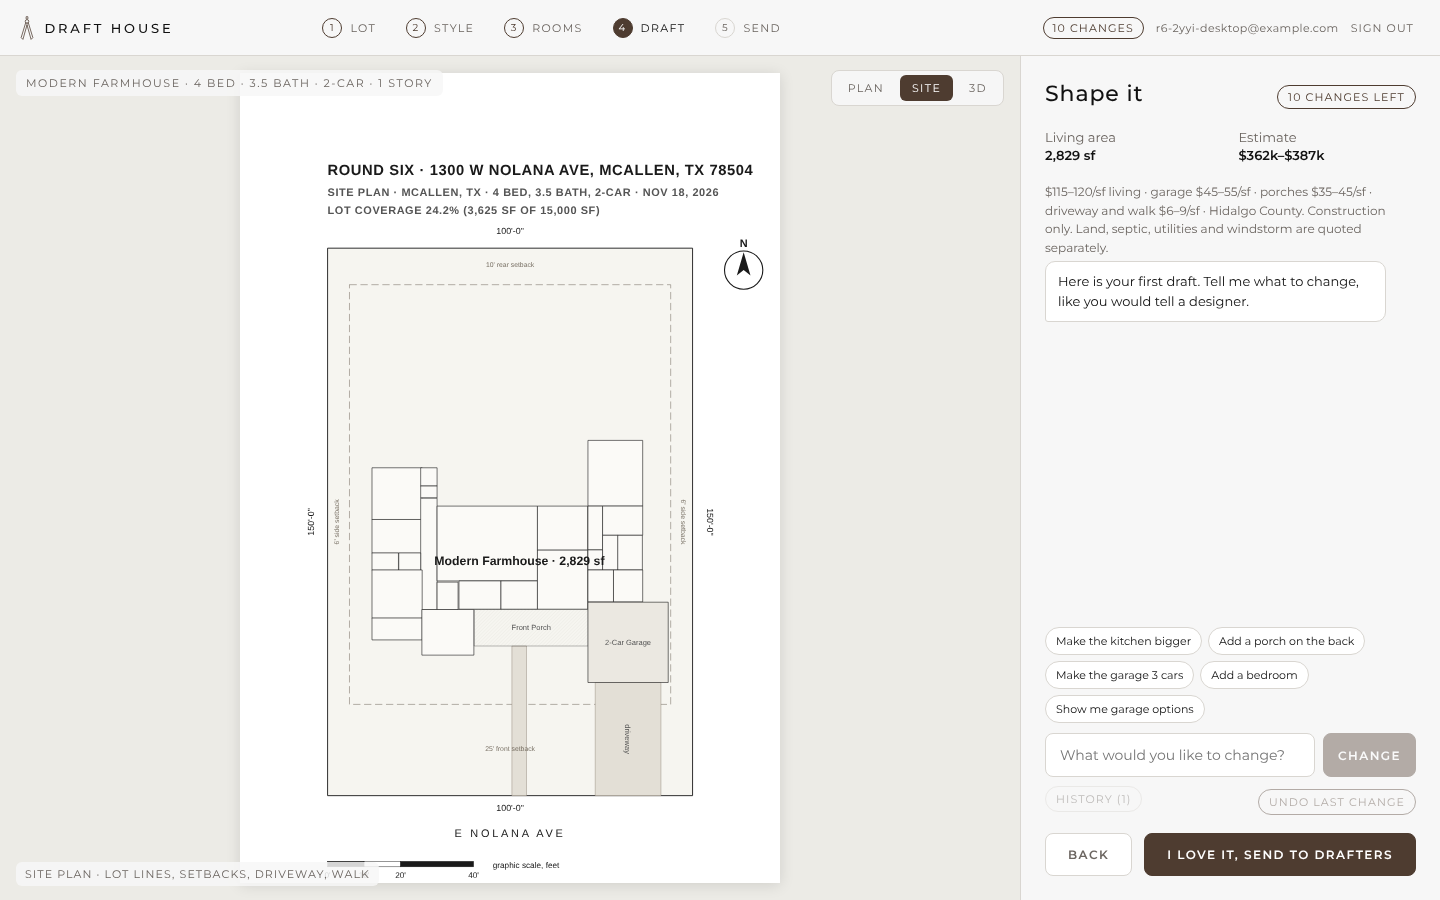 DRAFT HOUSE
1 LOT
2 STYLE
3 ROOMS
4 DRAFT
5 SEND
10 CHANGES
r6-2yyi-desktop@example.com
SIGN OUT
MODERN FARMHOUSE · 4 BED · 3.5 BATH · 2-CAR · 1 STORY
PLAN
SITE
3D
ROUND SIX · 1300 W NOLANA AVE, MCALLEN, TX 78504
SITE PLAN · MCALLEN, TX · 4 BED, 3.5 BATH, 2-CAR · NOV 18, 2026
LOT COVERAGE 24.2% (3,625 SF OF 15,000 SF)
100'-0"
N
10' rear setback
150'-0"
6' side setback
6' side setback
150'-0"
Modern Farmhouse · 2,829 sf
Front Porch
2-Car Garage
driveway
25' front setback
100'-0"
E NOLANA AVE
20'
40'
graphic scale, feet
SITE PLAN · LOT LINES, SETBACKS, DRIVEWAY, WALK
Shape it
10 CHANGES LEFT
Living area
2,829 sf
Estimate
$362k–$387k
$115–120/sf living · garage $45–55/sf · porches $35–45/sf ·
driveway and walk $6–9/sf · Hidalgo County. Construction
only. Land, septic, utilities and windstorm are quoted
separately.
Here is your first draft. Tell me what to change,
like you would tell a designer.
Make the kitchen bigger
Add a porch on the back
Make the garage 3 cars
Add a bedroom
Show me garage options
What would you like to change?
CHANGE
HISTORY (1)
UNDO LAST CHANGE
BACK
I LOVE IT, SEND TO DRAFTERS